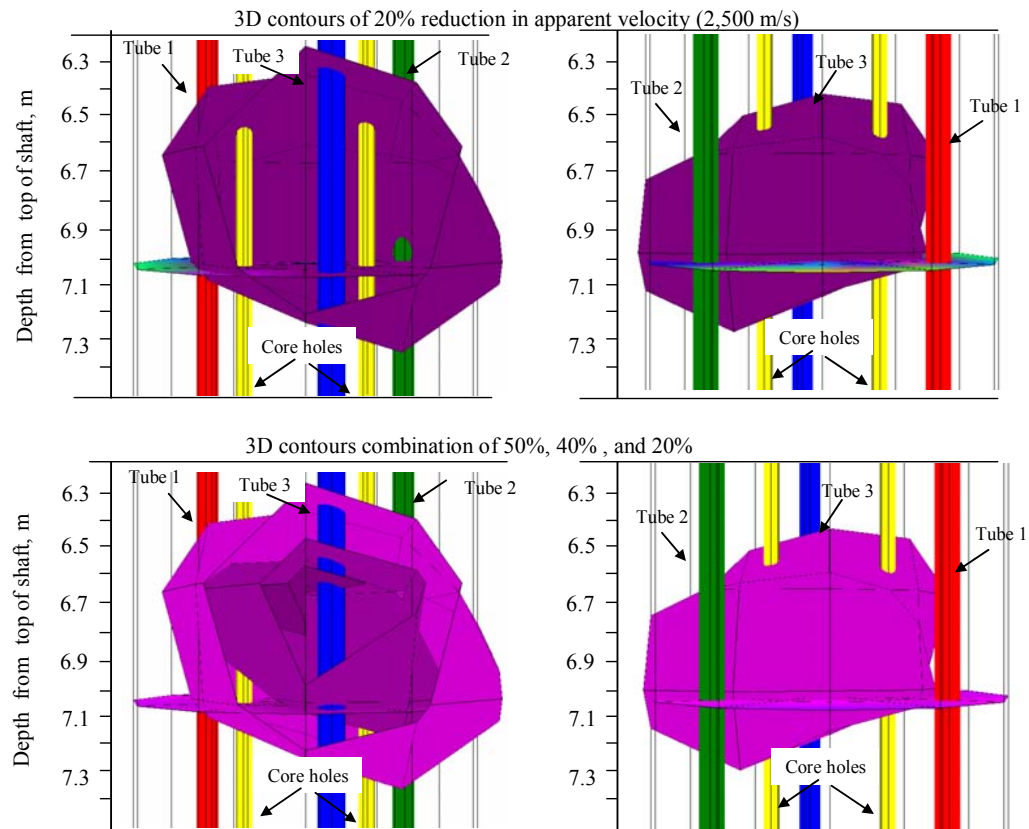 3D contours of 20% reduction in apparent velocity (2,500 m/s)
Depth from top of shaft, m
6.3
6.5
6.7
6.9
7.1
7.3
Tube 1
Tube 3
Tube 2
Core holes
6.3
6.5
6.7
6.9
7.1
7.3
Tube 2
Tube 3
Tube 1
Core holes
3D contours combination of 50%, 40% , and 20%
Depth from top of shaft, m
6.3
6.5
6.7
6.9
7.1
7.3
Tube 1
Tube 3
Tube 2
Core holes
6.3
6.5
6.7
6.9
7.1
7.3
Tube 2
Tube 3
Tube 1
Core holes